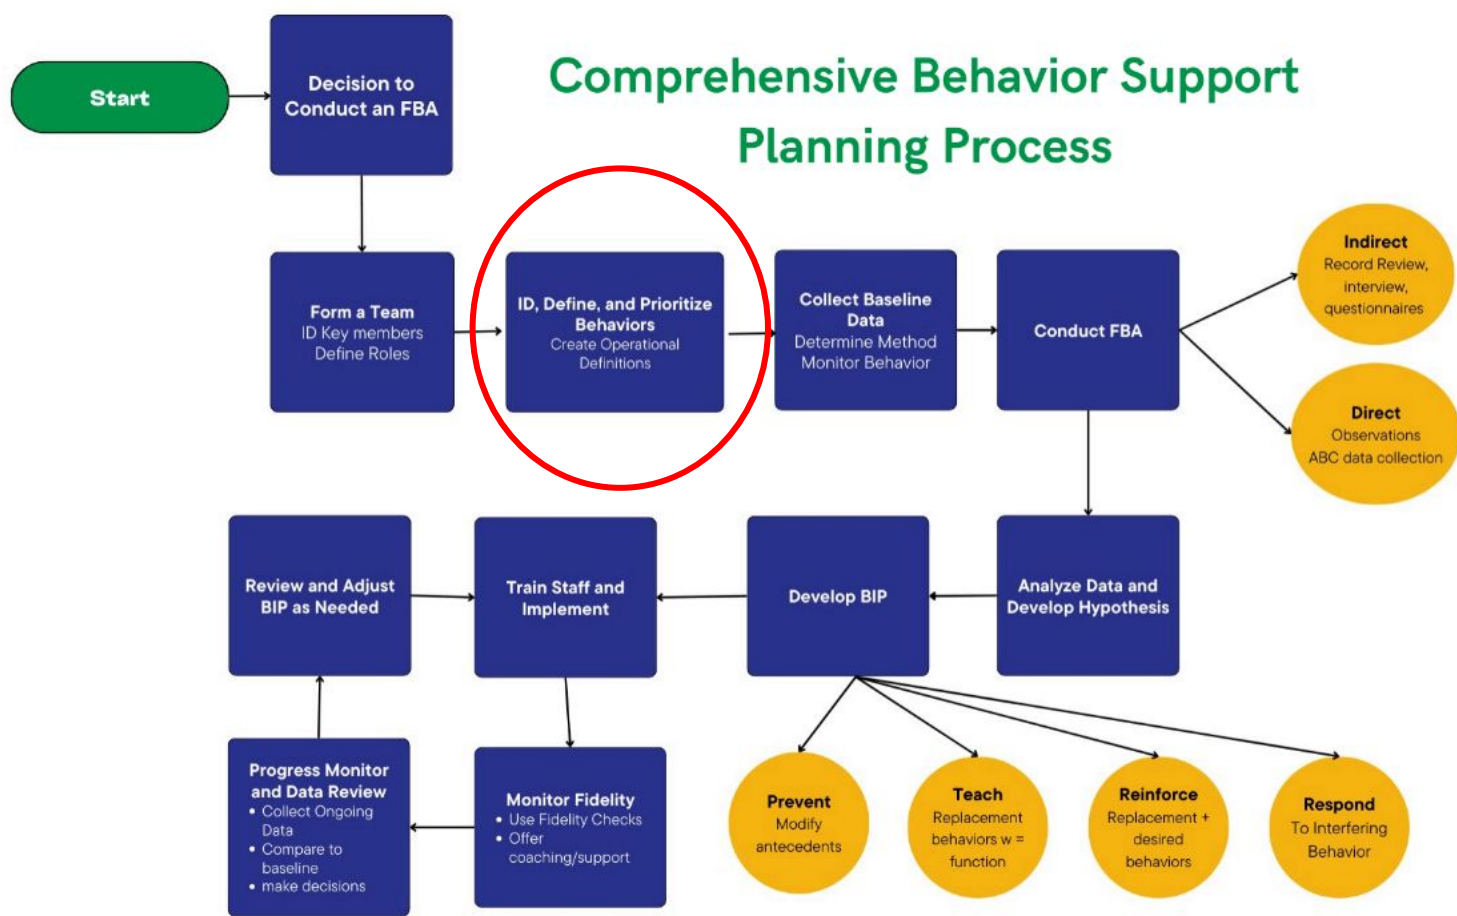 Start
Decision to
Conduct an FBA
Comprehensive Behavior Support
Planning Process
Form a Team
ID Key members
Define Roles
ID, Define, and Prioritize
Behaviors
Create Operational
Definitions
Collect Baseline
Data
Determine Method
Monitor Behavior
Conduct FBA
Indirect
Record Review,
interview,
questionnaires
Direct
Observations
ABC data collection
Review and Adjust
BIP as Needed
Train Staff and
Implement
Develop BIP
Analyze Data and
Develop Hypothesis
Progress Monitor
and Data Review
• Collect Ongoing
Data
• Compare to
baseline
• make decisions
Monitor Fidelity
• Use Fidelity Checks
• Offer
coaching/support
Prevent
Modify
antecedents
Teach
Replacement
behaviors w =
function
Reinforce
Replacement +
desired
behaviors
Respond
To Interfering
Behavior